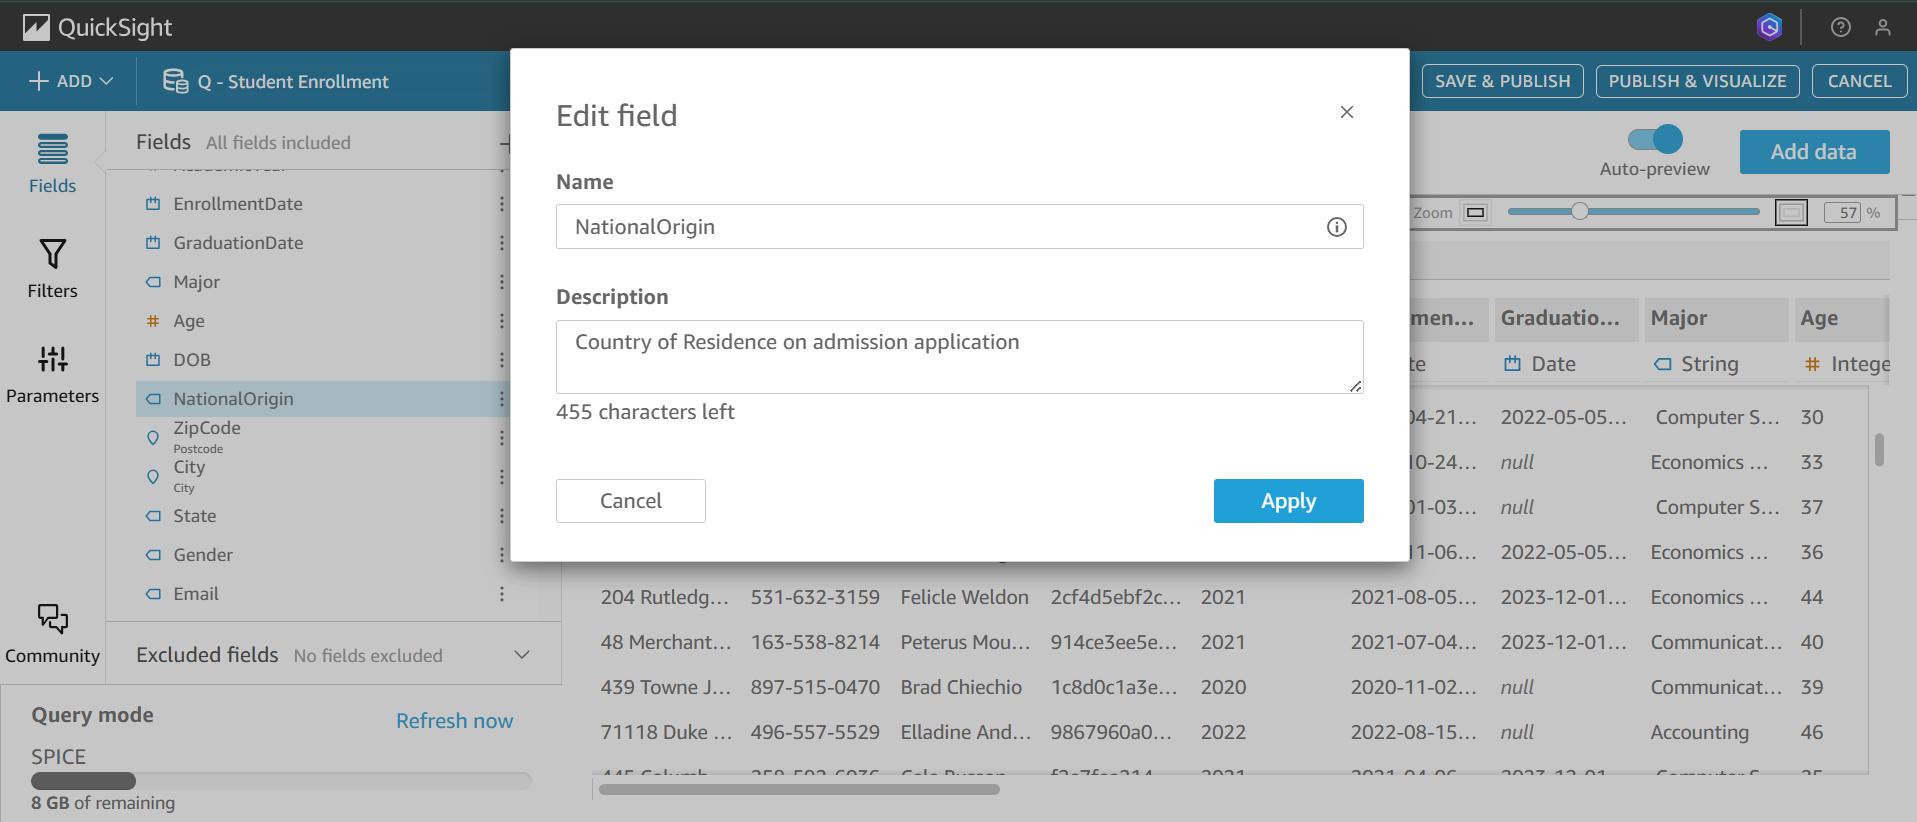 QuickSight
ADD
Q - Student Enrollment
SAVE & PUBLISH
PUBLISH & VISUALIZE
CANCEL
Fields
Filters
Parameters
Community
Fields All fields included
EnrollmentDate
GraduationDate
Major
Age
DOB
NationalOrigin
ZipCode
Postcode
City
City
State
Gender
Email
Excluded fields No fields excluded
Query mode
Refresh now
SPICE
8 GB of remaining
Edit field
Name
NationalOrigin
Description
Country of Residence on admission application
455 characters left
Cancel
Apply
Auto-preview
Add data
Zoom 57 %
men... Graduatio... Major Age
te Date String Intege
04-21... 2022-05-05... Computer S... 30
10-24... null Economics ... 33
01-03... null Computer S... 37
11-06... 2022-05-05... Economics ... 36
204 Rutledg... 531-632-3159 Felicle Weldon 2cf4d5ebf2c... 2021 2021-08-05... 2023-12-01... Economics ... 44
48 Merchant... 163-538-8214 Peterus Mou... 914ce3ee5e... 2021 2021-07-04... 2023-12-01... Communicat... 40
439 Towne J... 897-515-0470 Brad Chiechio 1c8d0c1a3e... 2020 2020-11-02... null Communicat... 39
71118 Duke ... 496-557-5529 Elladine And... 9867960a0... 2022 2022-08-15... null Accounting 46